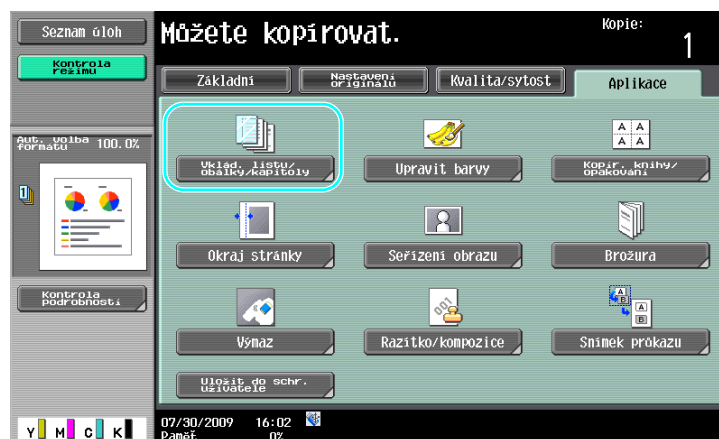 Seznam úloh
Kontrola
režimu
Můžete kopírovat.
Kopie:
1
Základní
Nastavení
originálu
Kvalita/sytost
Aplikace
Aut. volba
formátu
100.0%
1
Kontrola
podrobností
Vklád. listu/
obálky/kapitoly
Upravit barvy
A A
A A
Kopír. knihy/
opakování
Okraj stránky
Seřízení obrazu
Brožura
Výmaz
001
Razítko/kompozice
A
B
A
B
Snímek průkazu
Uložit do schr.
uživatele
Y M C K
07/30/2009 16:02
Paměť 0%